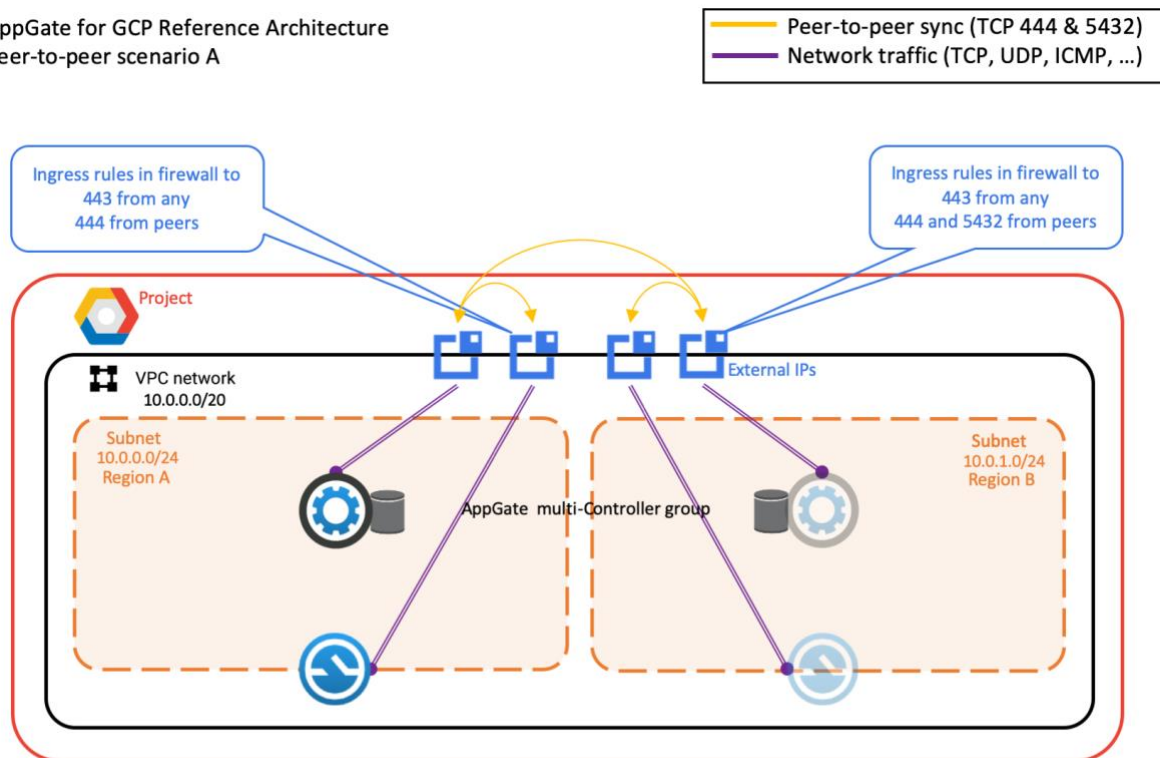 ppGate for GCP Reference Architecture
eer-to-peer scenario A
Peer-to-peer sync (TCP 444 & 5432)
Network traffic (TCP, UDP, ICMP, ...)
Ingress rules in firewall to
443 from any
444 from peers
Ingress rules in firewall to
443 from any
444 and 5432 from peers
Project
External IPs
VPC network
10.0.0.0/20
Subnet
10.0.0.0/24
Region A
Subnet
10.0.1.0/24
Region B
AppGate multi-Controller group